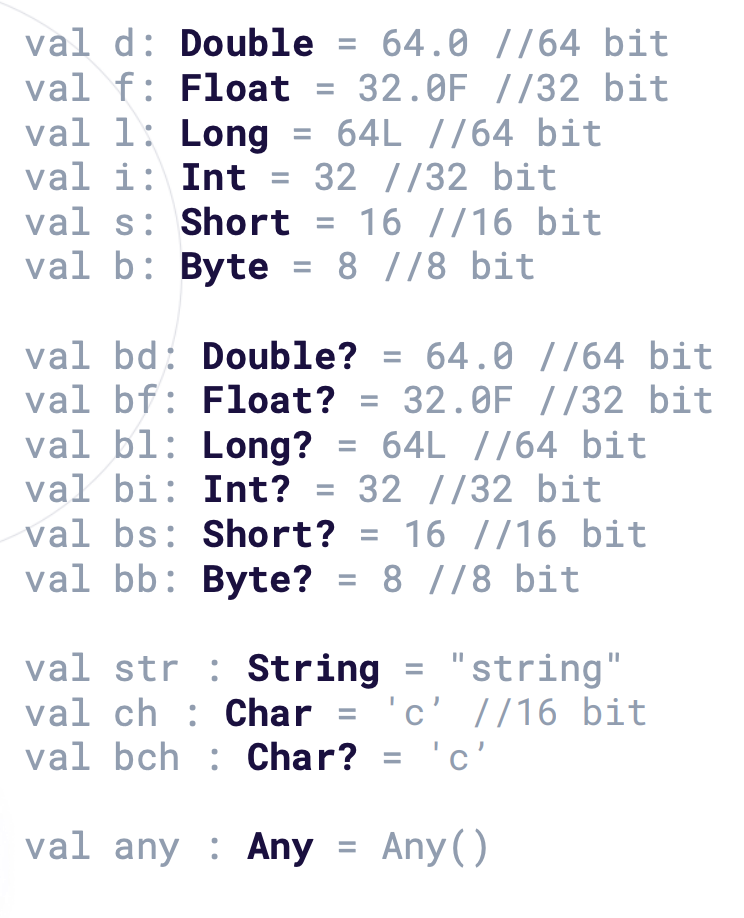 val d: Double = 64.0 //64 bit
val f: Float = 32.0F //32 bit
val l: Long = 64L //64 bit
val i: Int = 32 //32 bit
val s: Short = 16 //16 bit
val b: Byte = 8 //8 bit
val bd: Double? = 64.0 //64 bit
val bf: Float? = 32.0F //32 bit
val bl: Long? = 64L //64 bit
val bi: Int? = 32 //32 bit
val bs: Short? = 16 //16 bit
val bb: Byte? = 8 //8 bit
val str : String = "string"
val ch : Char = 'c’ //16 bit
val bch : Char? = 'c’
val any : Any = Any()